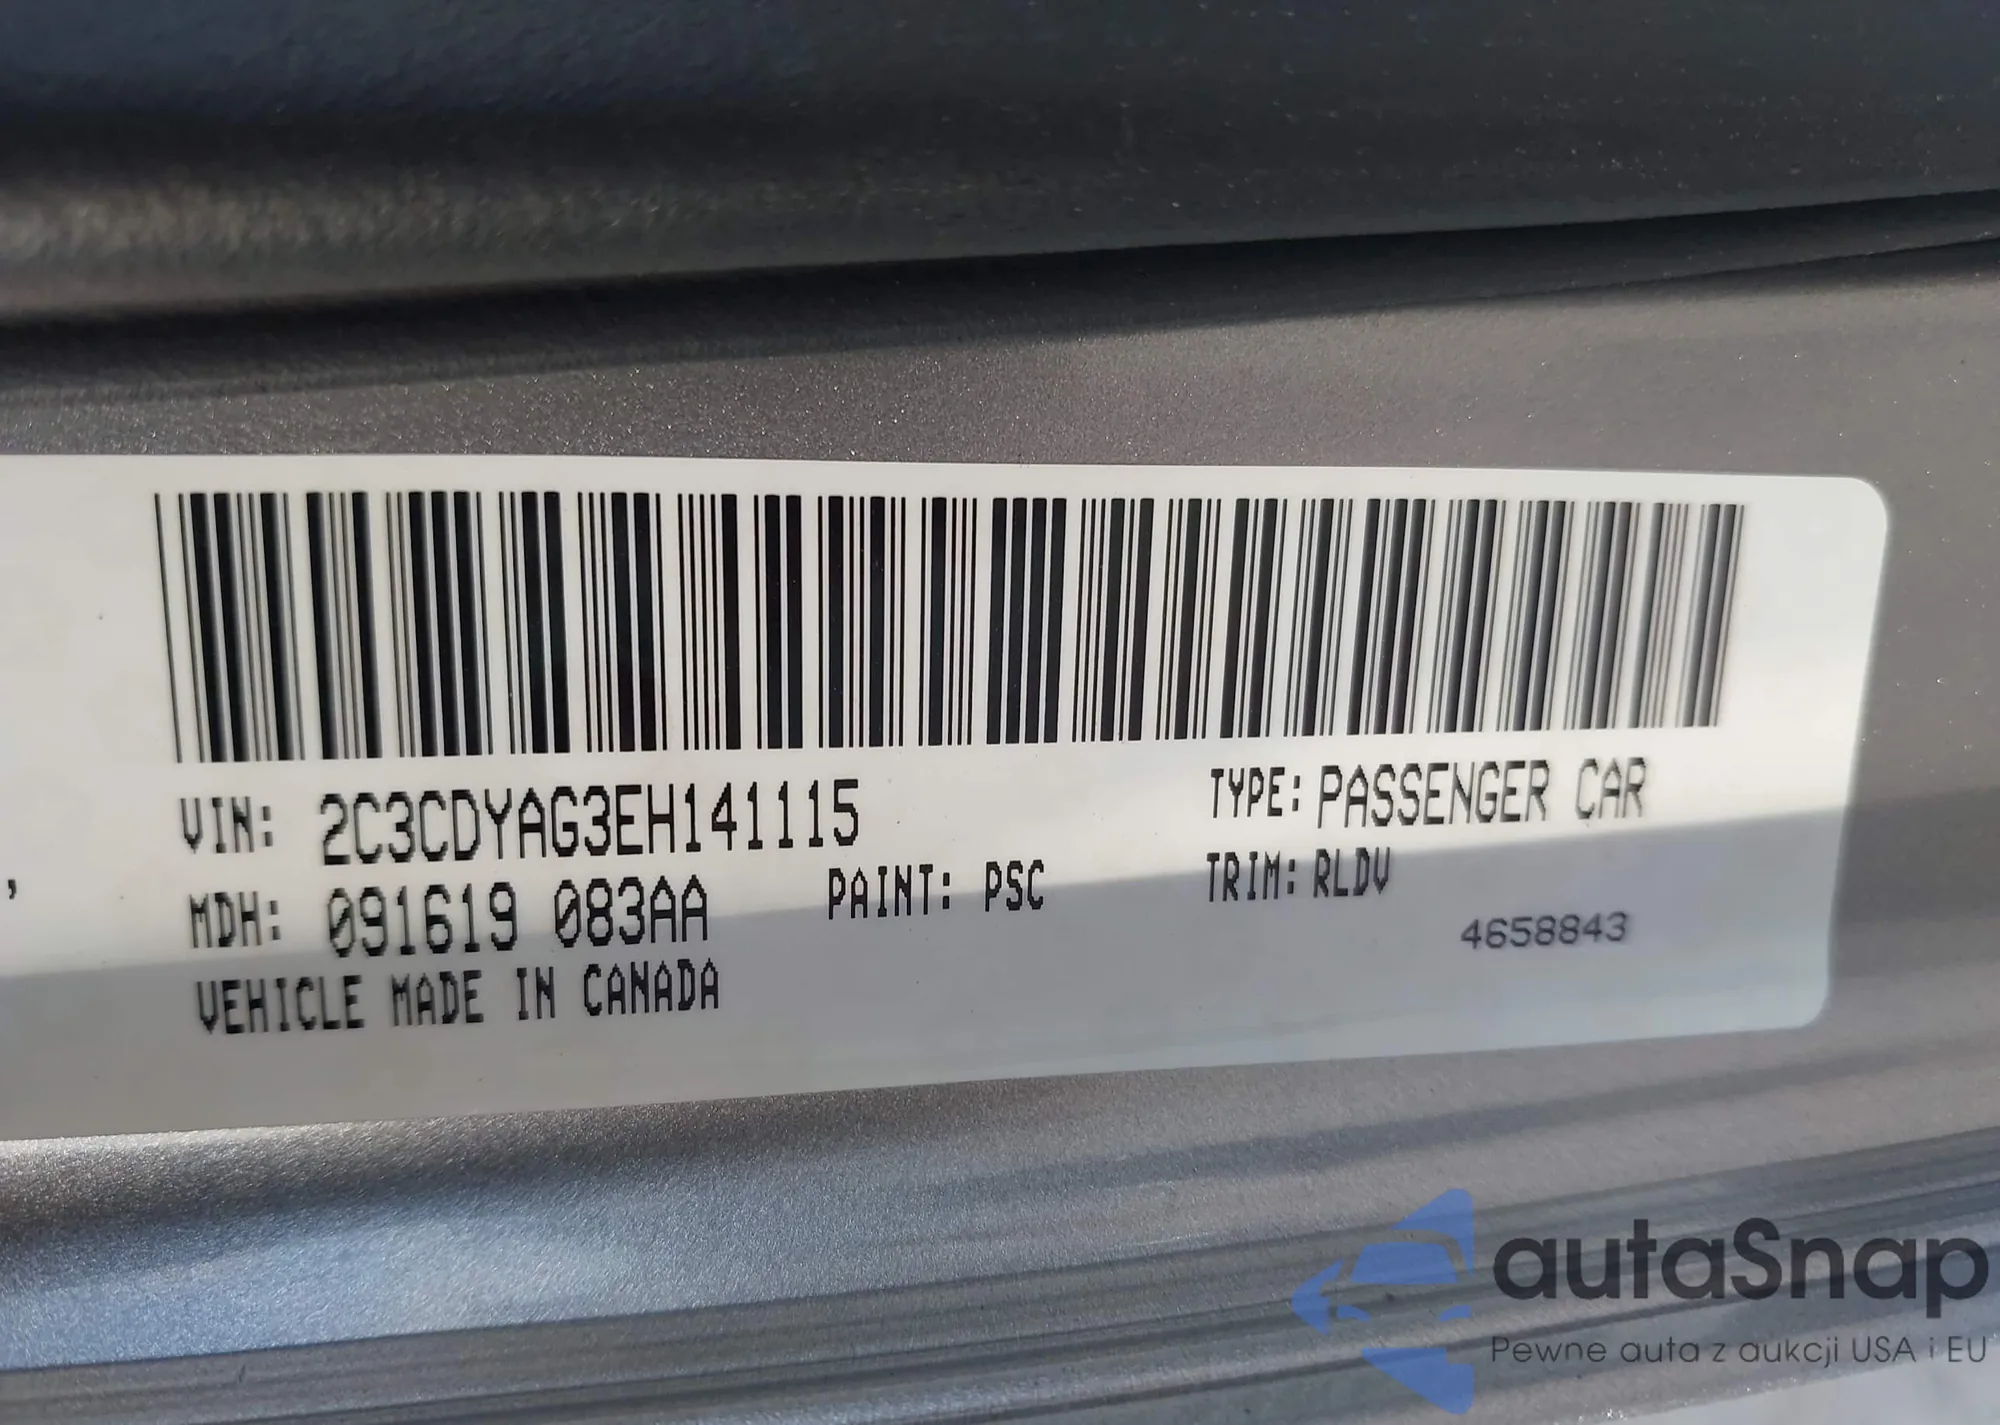 VIN: 2C3CDYAG3EH141115
TYPE: PASSENGER CAR
MDH: 091619 083AA
PAINT: PSC
TRIM: RLDV
4658843
VEHICLE MADE IN CANADA
autaSnap
Pewne auta z aukcji USA i EU